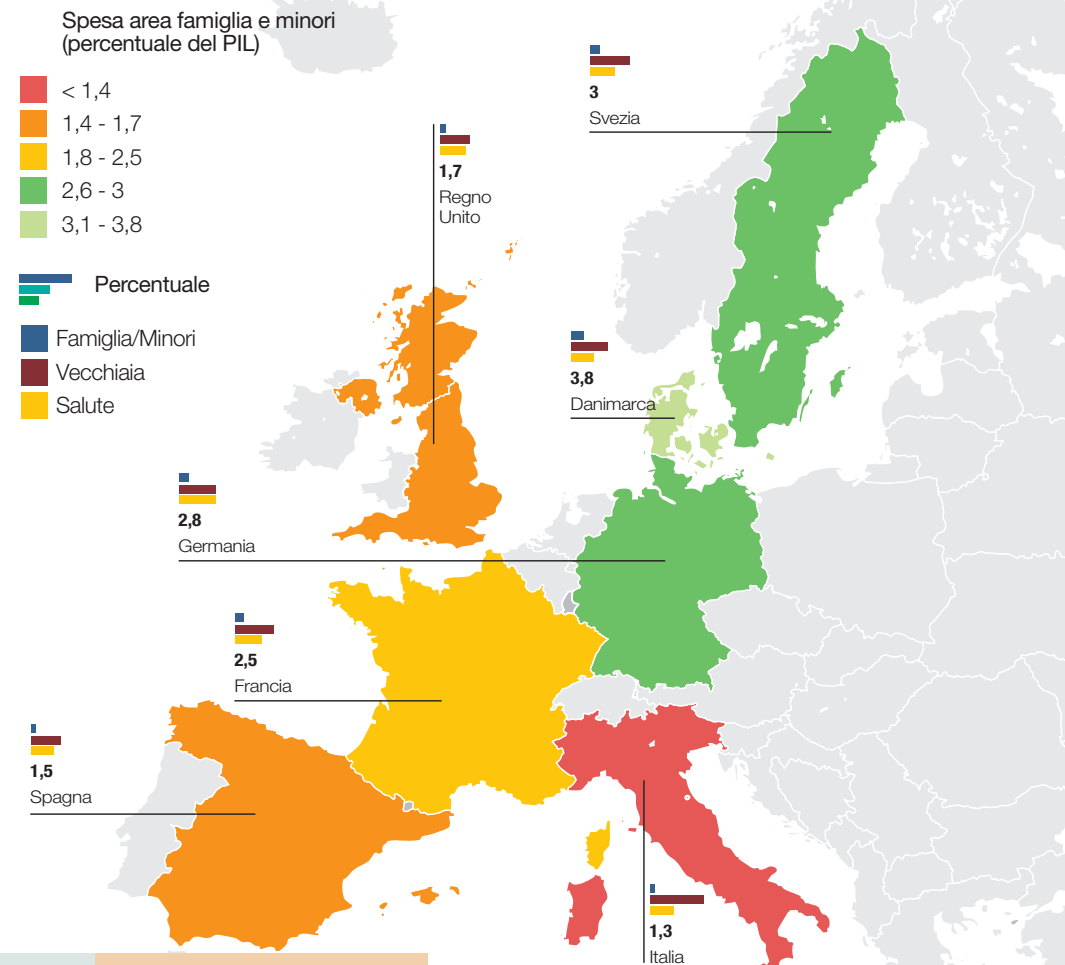 Spesa area famiglia e minori
(percentuale del PIL)
< 1,4
1,4 - 1,7
1,8 - 2,5
2,6 - 3
3,1 - 3,8
Percentuale
Famiglia/Minori
Vecchiaia
Salute
3
Svezia
1,7
Regno
Unito
3,8
Danimarca
2,8
Germania
2,5
Francia
1,5
Spagna
1,3
Italia